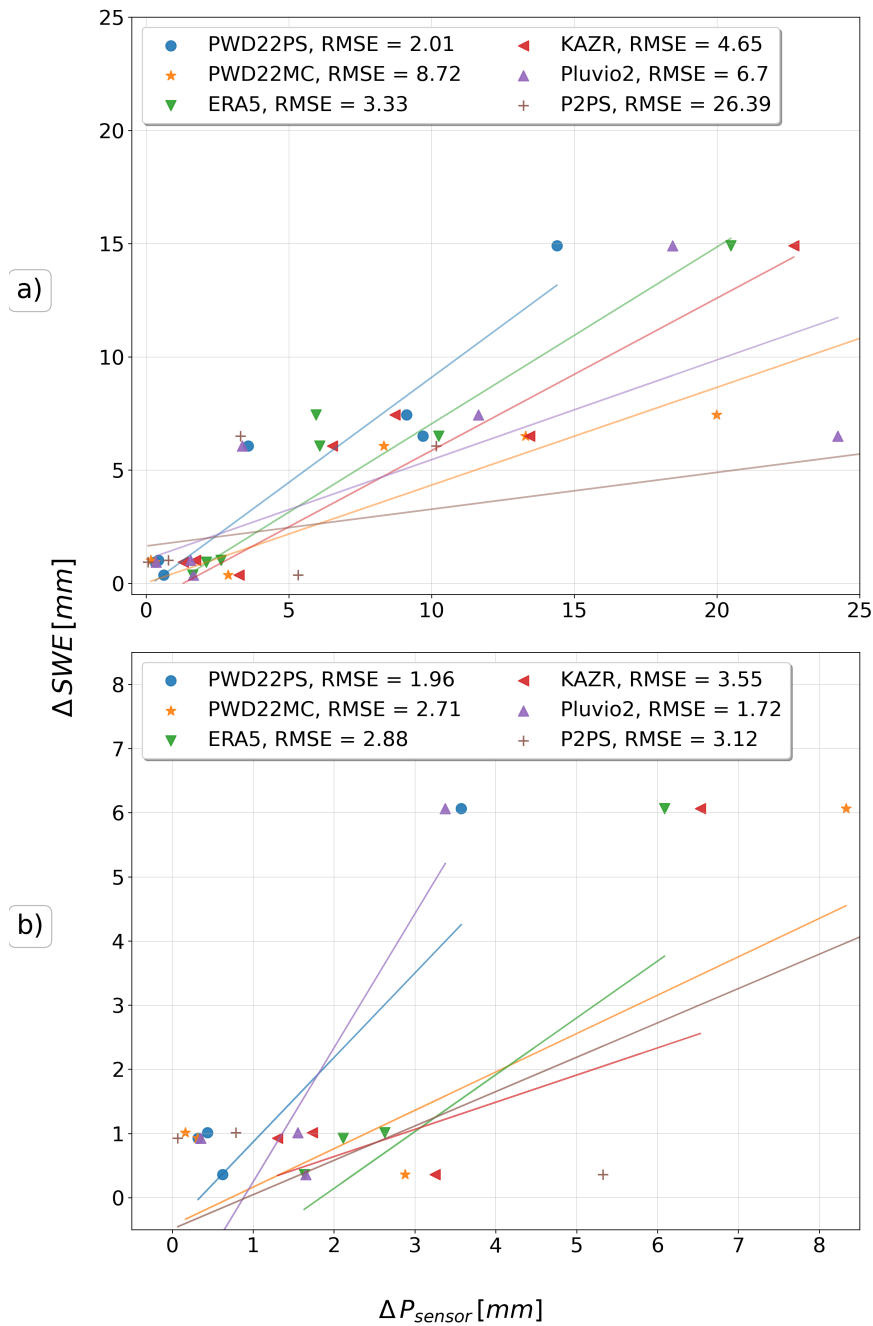 25
PWD22PS, RMSE = 2.01
KAZR, RMSE = 4.65
PWD22MC, RMSE = 8.72
Pluvio2, RMSE = 6.7
ERA5, RMSE = 3.33
P2PS, RMSE = 26.39
20
15
a)
10
5
0
0 5 10 15 20 25
Δ SWE [mm]
PWD22PS, RMSE = 1.96
KAZR, RMSE = 3.55
PWD22MC, RMSE = 2.71
Pluvio2, RMSE = 1.72
ERA5, RMSE = 2.88
P2PS, RMSE = 3.12
8
7
6
5
b)
4
3
2
1
0
0 1 2 3 4 5 6 7 8
Δ P_sensor [mm]